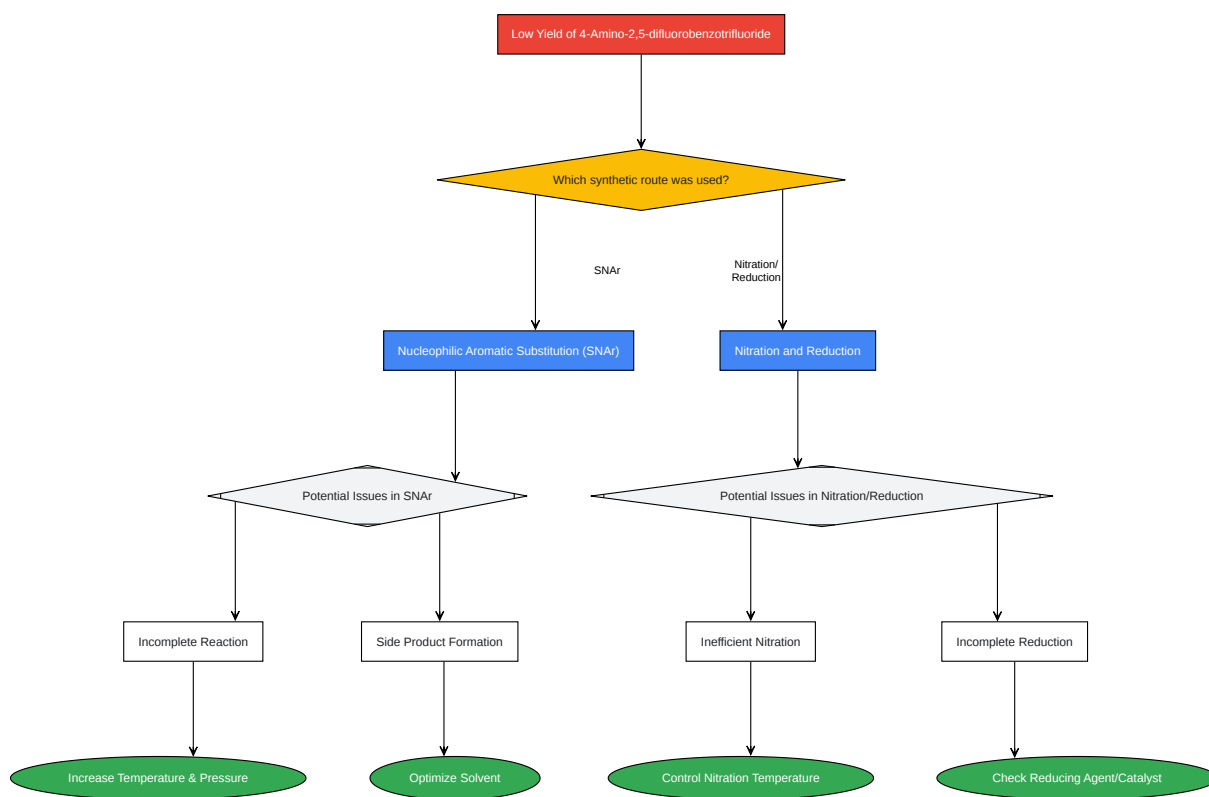 Low Yield of 4-Amino-2,5-difluorobenzotrifluoride
Which synthetic route was used?
SNAr
Nitration/
Reduction
Nucleophilic Aromatic Substitution (SNAr)
Nitration and Reduction
Potential Issues in SNAr
Potential Issues in Nitration/Reduction
Incomplete Reaction
Side Product Formation
Inefficient Nitration
Incomplete Reduction
Increase Temperature & Pressure
Optimize Solvent
Control Nitration Temperature
Check Reducing Agent/Catalyst